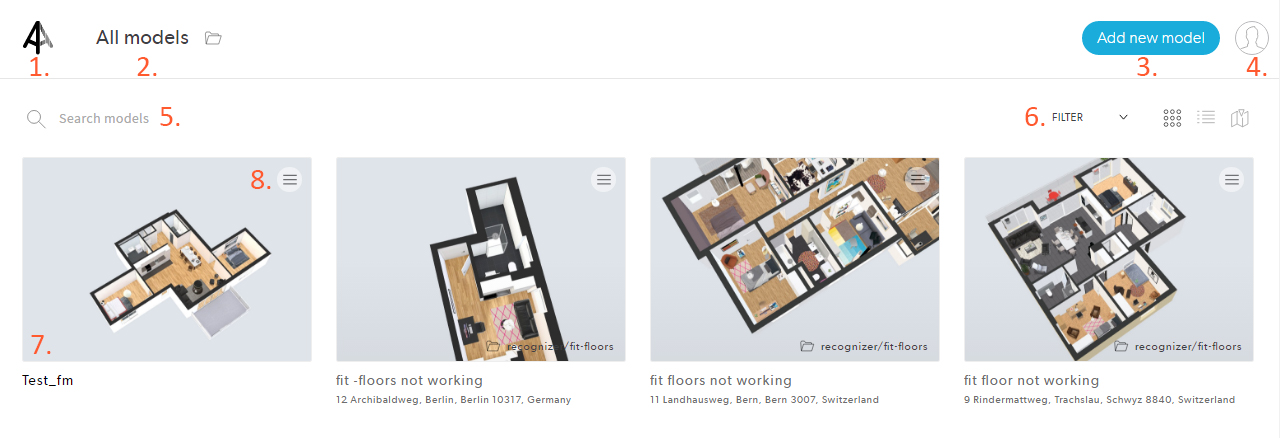 All models
Add new model
1.
2.
3.
4.
Search models
5.
6.
FILTER
8.
7.
recognizer/fit-floors
recognizer/fit-floors
recognizer/fit-floors
Test_fm
fit -floors not working
fit floors not working
fit floor not working
12 Archibaldweg, Berlin, Berlin 10317, Germany
11 Landhausweg, Bern, Bern 3007, Switzerland
9 Rindermattweg, Trachslau, Schwyz 8840, Switzerland